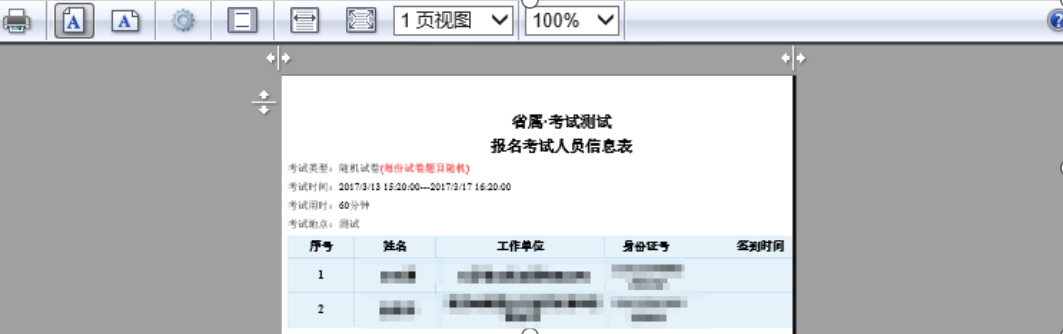 A A 1 页视图 100% ?
省属·考试测试
报名考试人员信息表
考试类型：随机试卷(每份试卷题目随机)
考试时间：2017/3/13 15:20:00---2017/3/17 16:20:00
考试用时：60分钟
考试地点：测试
序号 姓名 工作单位 身份证号 签到时间
1
2